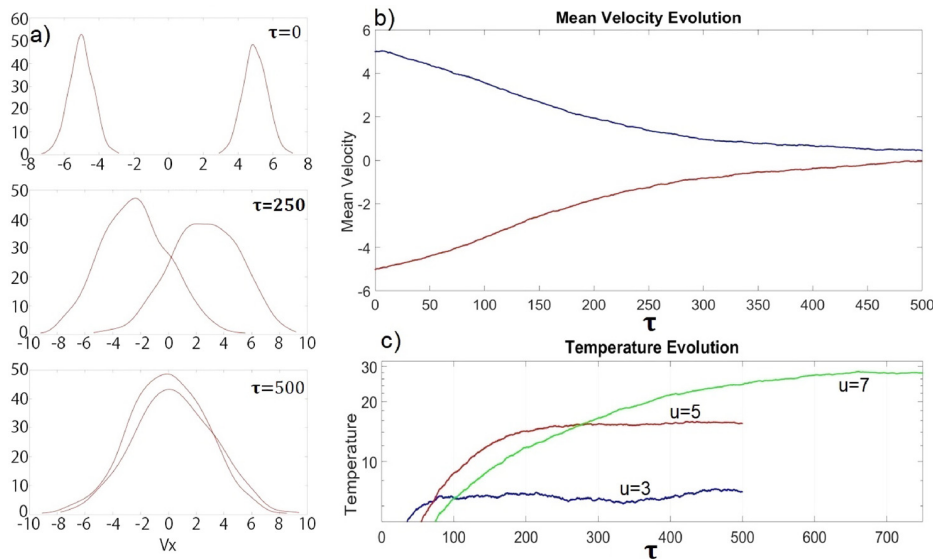 a)
τ=0
60
50
40
30
20
10
0
-8 -6 -4 -2 0 2 4 6 8
τ=250
50
40
30
20
10
0
-10 -8 -6 -4 -2 0 2 4 6 8 10
τ=500
50
40
30
20
10
0
-10 -8 -6 -4 -2 0 2 4 6 8 10
Vx
b)
Mean Velocity Evolution
6
4
2
0
-2
-4
-6
Mean Velocity
0 50 100 150 200 250 300 350 400 450 500
τ
c)
Temperature Evolution
30
20
10
Temperature
u=7
u=5
u=3
0 100 200 300 400 500 600 700
τ